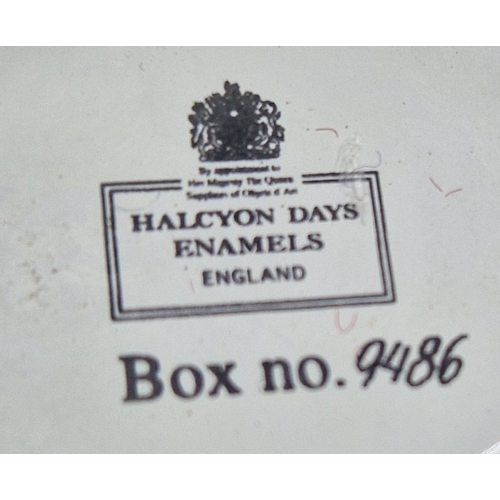 By appointment to
Her Majesty The Queen
Suppliers of Objets d'Art
HALCYON DAYS
ENAMELS
ENGLAND
Box no. 9486